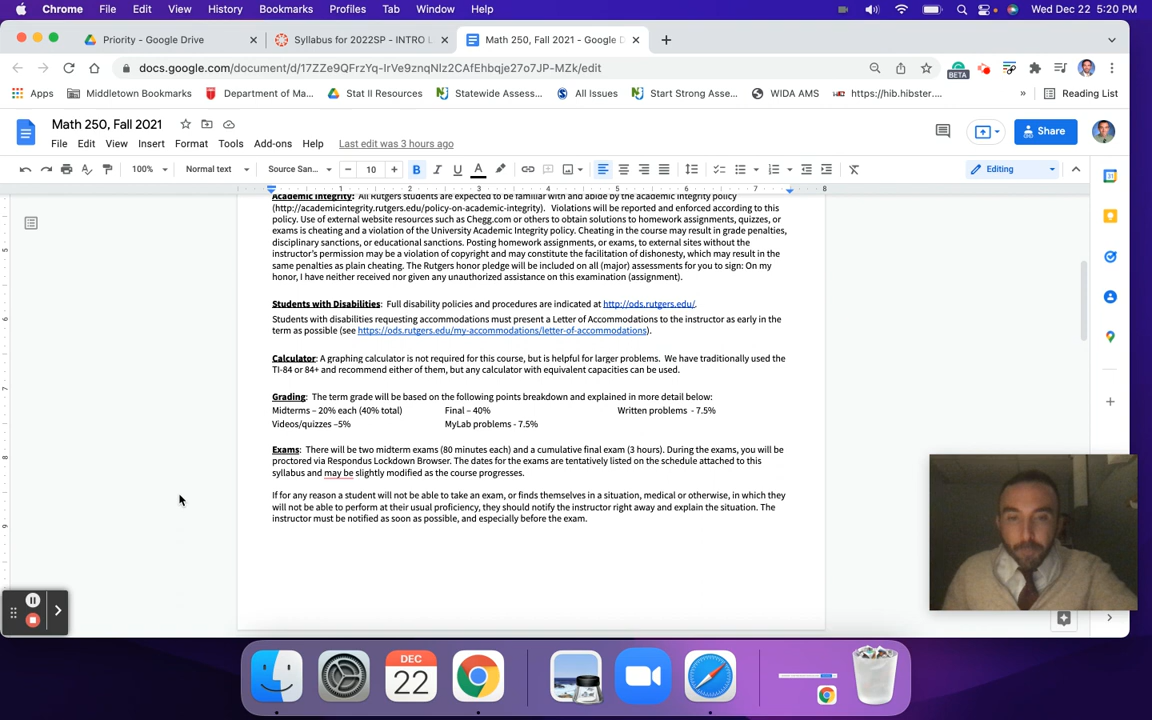 Chrome File Edit View History Bookmarks Profiles Tab Window Help Wed Dec 22 5:20 PM
Priority - Google Drive Syllabus for 2022SP - INTRO Math 250, Fall 2021 - Google D
docs.google.com/document/d/17ZZe9QFrzYq-IrVe9znqNlz2CAfEhbqje27o7JP-MZk/edit BETA
Apps Middletown Bookmarks Department of Ma... Stat II Resources Statewide Assess... All Issues Start Strong Asse... WIDA AMS https://hib.hibster.... » Reading List
Math 250, Fall 2021
File Edit View Insert Format Tools Add-ons Help Last edit was 3 hours ago Share
100% Normal text Source San... 10 B I U A Editing
1 2 3 4 5 6 7 8
Academic Integrity: All Rutgers students are expected to be familiar with and abide by the academic integrity policy
(http://academicintegrity.rutgers.edu/policy-on-academic-integrity). Violations will be reported and enforced according to this
policy. Use of external website resources such as Chegg.com or others to obtain solutions to homework assignments, quizzes, or
exams is cheating and a violation of the University Academic Integrity policy. Cheating in the course may result in grade penalties,
disciplinary sanctions, or educational sanctions. Posting homework assignments, or exams, to external sites without the
instructor's permission may be a violation of copyright and may constitute the facilitation of dishonesty, which may result in the
same penalties as plain cheating. The Rutgers honor pledge will be included on all (major) assessments for you to sign: On my
honor, I have neither received nor given any unauthorized assistance on this examination (assignment).
Students with Disabilities: Full disability policies and procedures are indicated at http://ods.rutgers.edu/.
Students with disabilities requesting accommodations must present a Letter of Accommodations to the instructor as early in the
term as possible (see https://ods.rutgers.edu/my-accommodations/letter-of-accommodations).
Calculator: A graphing calculator is not required for this course, but is helpful for larger problems. We have traditionally used the
TI-84 or 84+ and recommend either of them, but any calculator with equivalent capacities can be used.
Grading: The term grade will be based on the following points breakdown and explained in more detail below:
Midterms – 20% each (40% total) Final – 40% Written problems - 7.5%
Videos/quizzes –5% MyLab problems - 7.5%
Exams: There will be two midterm exams (80 minutes each) and a cumulative final exam (3 hours). During the exams, you will be
proctored via Respondus Lockdown Browser. The dates for the exams are tentatively listed on the schedule attached to this
syllabus and may be slightly modified as the course progresses.
If for any reason a student will not be able to take an exam, or finds themselves in a situation, medical or otherwise, in which they
will not be able to perform at their usual proficiency, they should notify the instructor right away and explain the situation. The
instructor must be notified as soon as possible, and especially before the exam.
DEC
22